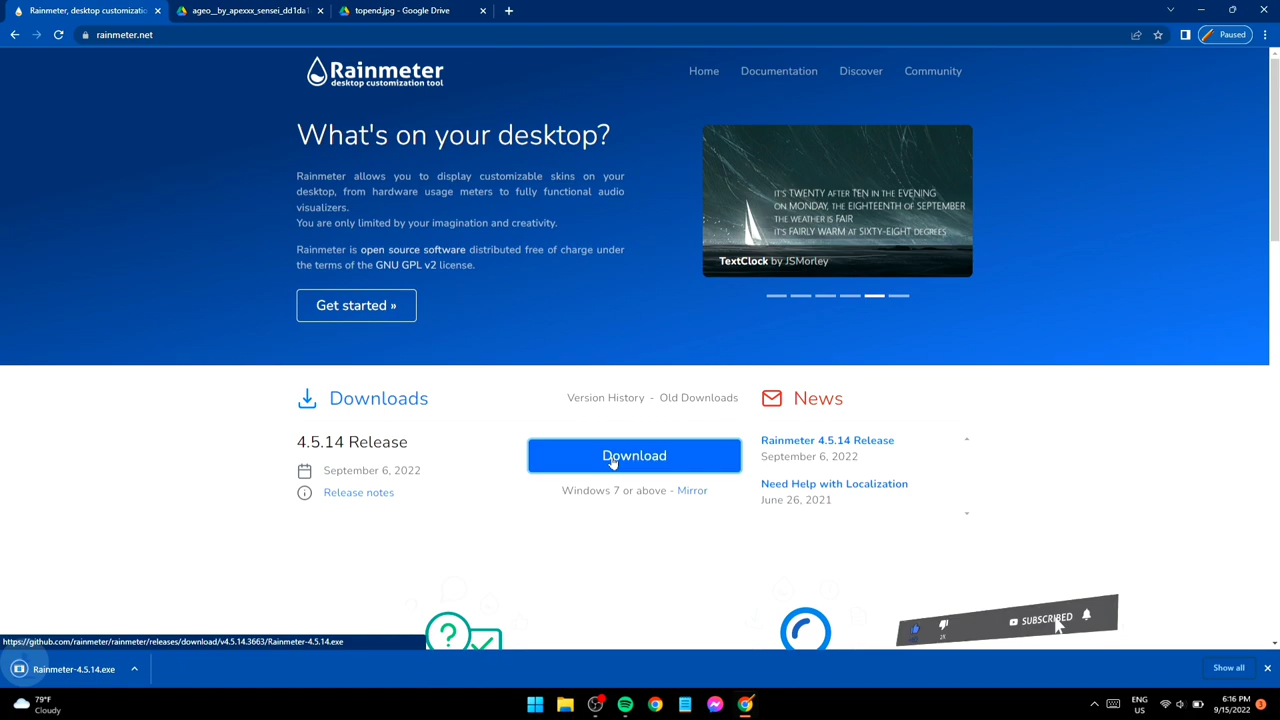 Rainmeter, desktop customizatio
ageo__by_apexxx_sensei_dd1da1
topend.jpg - Google Drive
rainmeter.net
Paused
Rainmeter
desktop customization tool
Home
Documentation
Discover
Community
What's on your desktop?
Rainmeter allows you to display customizable skins on your
desktop, from hardware usage meters to fully functional audio
visualizers.
You are only limited by your imagination and creativity.
Rainmeter is open source software distributed free of charge under
the terms of the GNU GPL v2 license.
Get started »
IT'S TWENTY AFTER TEN IN THE EVENING
ON MONDAY, THE EIGHTEENTH OF SEPTEMBER
THE WEATHER IS FAIR
IT'S FAIRLY WARM AT SIXTY-EIGHT DEGREES
TextClock by JSMorley
Downloads
Version History - Old Downloads
4.5.14 Release
September 6, 2022
Release notes
Download
Windows 7 or above - Mirror
News
Rainmeter 4.5.14 Release
September 6, 2022
Need Help with Localization
June 26, 2021
2K
SUBSCRIBED
https://github.com/rainmeter/rainmeter/releases/download/v4.5.14.3663/Rainmeter-4.5.14.exe
Rainmeter-4.5.14.exe
Show all
79°F
Cloudy
ENG
US
6:16 PM
9/15/2022